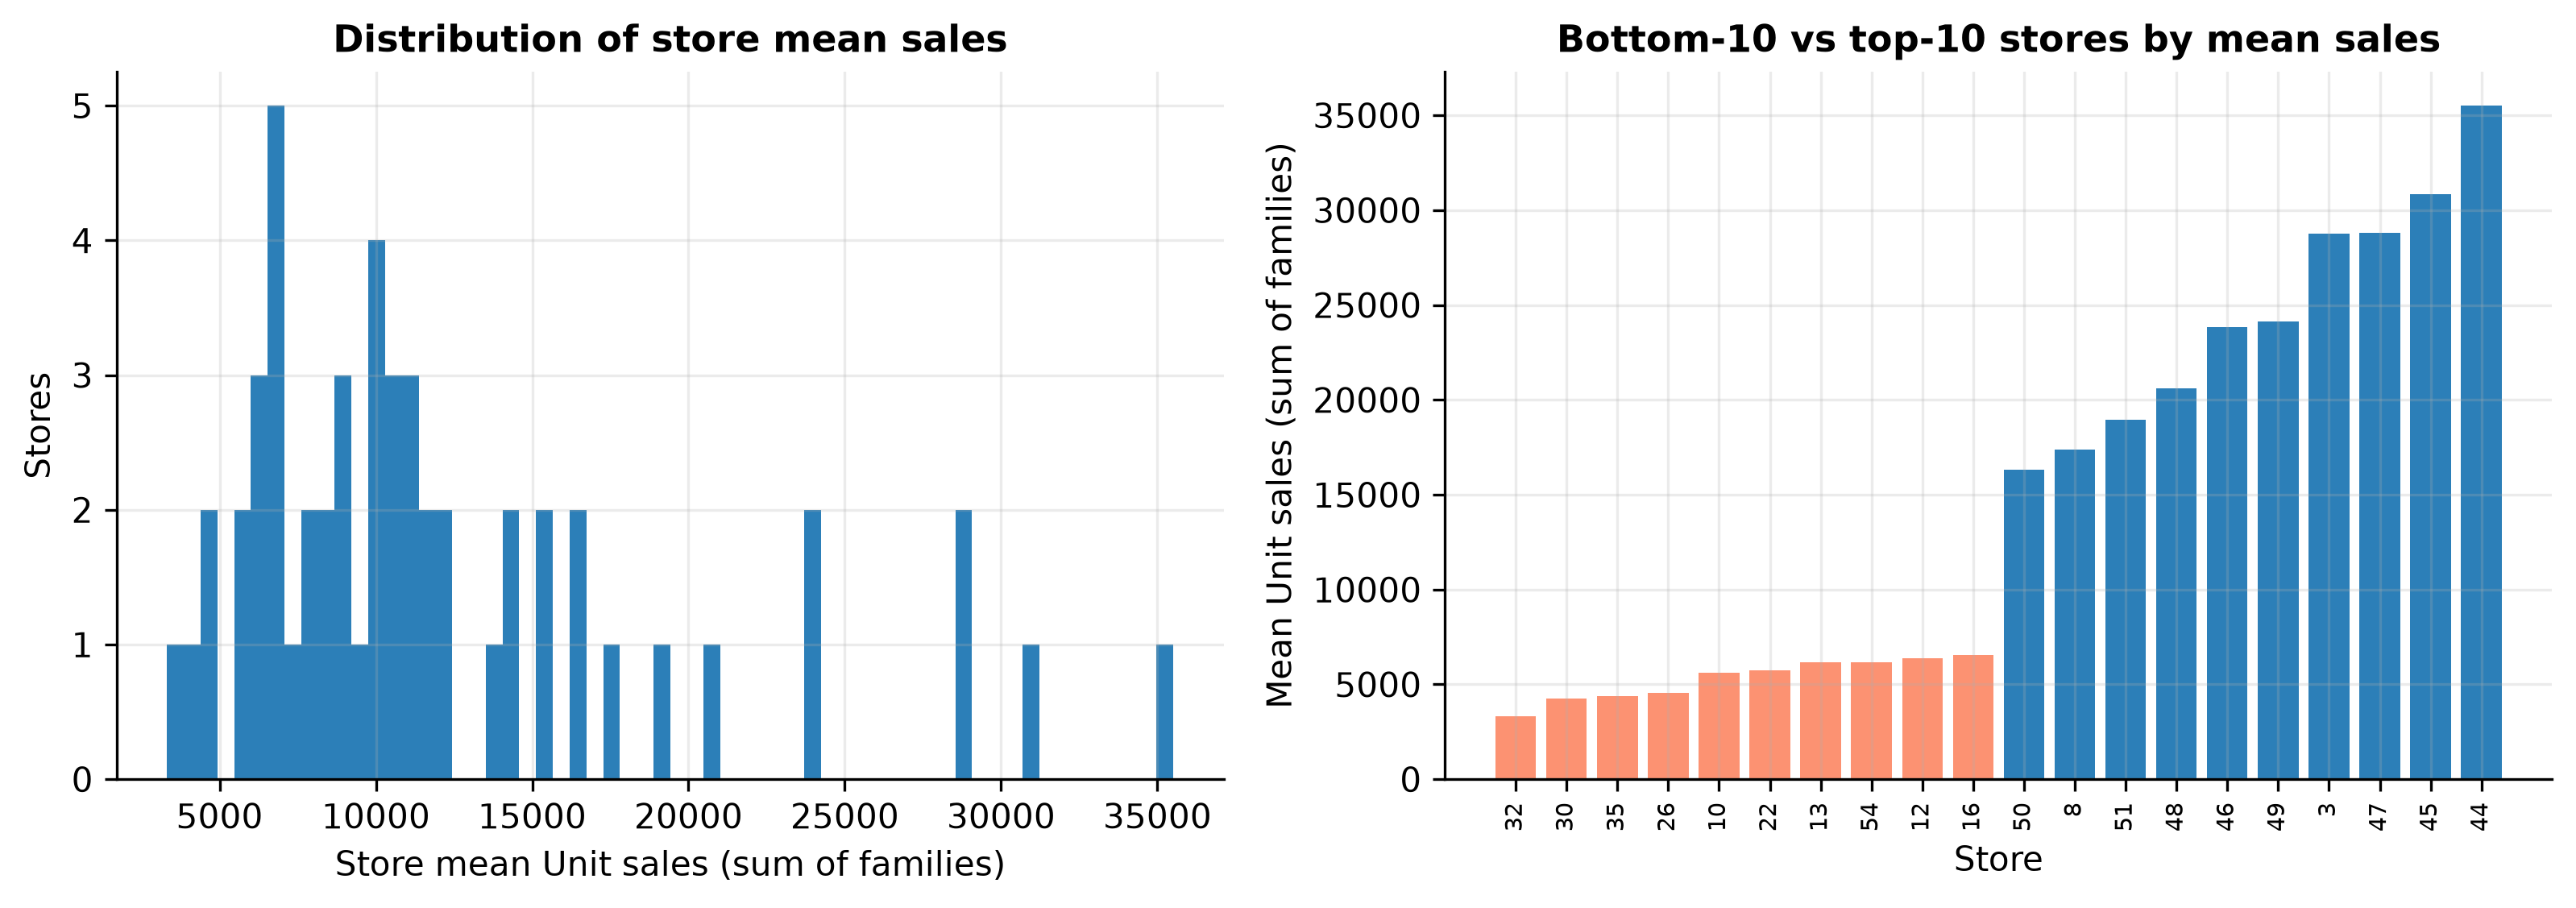 Distribution of store mean sales
Stores
5
4
3
2
1
0
5000 10000 15000 20000 25000 30000 35000
Store mean Unit sales (sum of families)
Bottom-10 vs top-10 stores by mean sales
Mean Unit sales (sum of families)
35000
30000
25000
20000
15000
10000
5000
0
32 30 35 26 10 22 13 54 12 16 50 8 51 48 46 49 3 47 45 44
Store